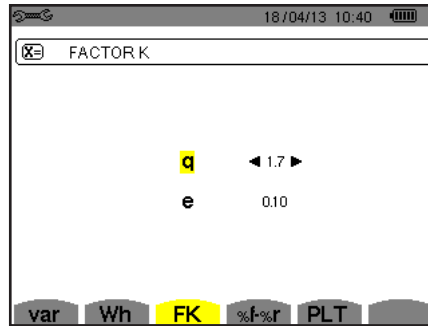 18/04/13 10:40
X= FACTOR K
q ◀ 1.7 ▶
e 0.10
var Wh FK %f-%r PLT